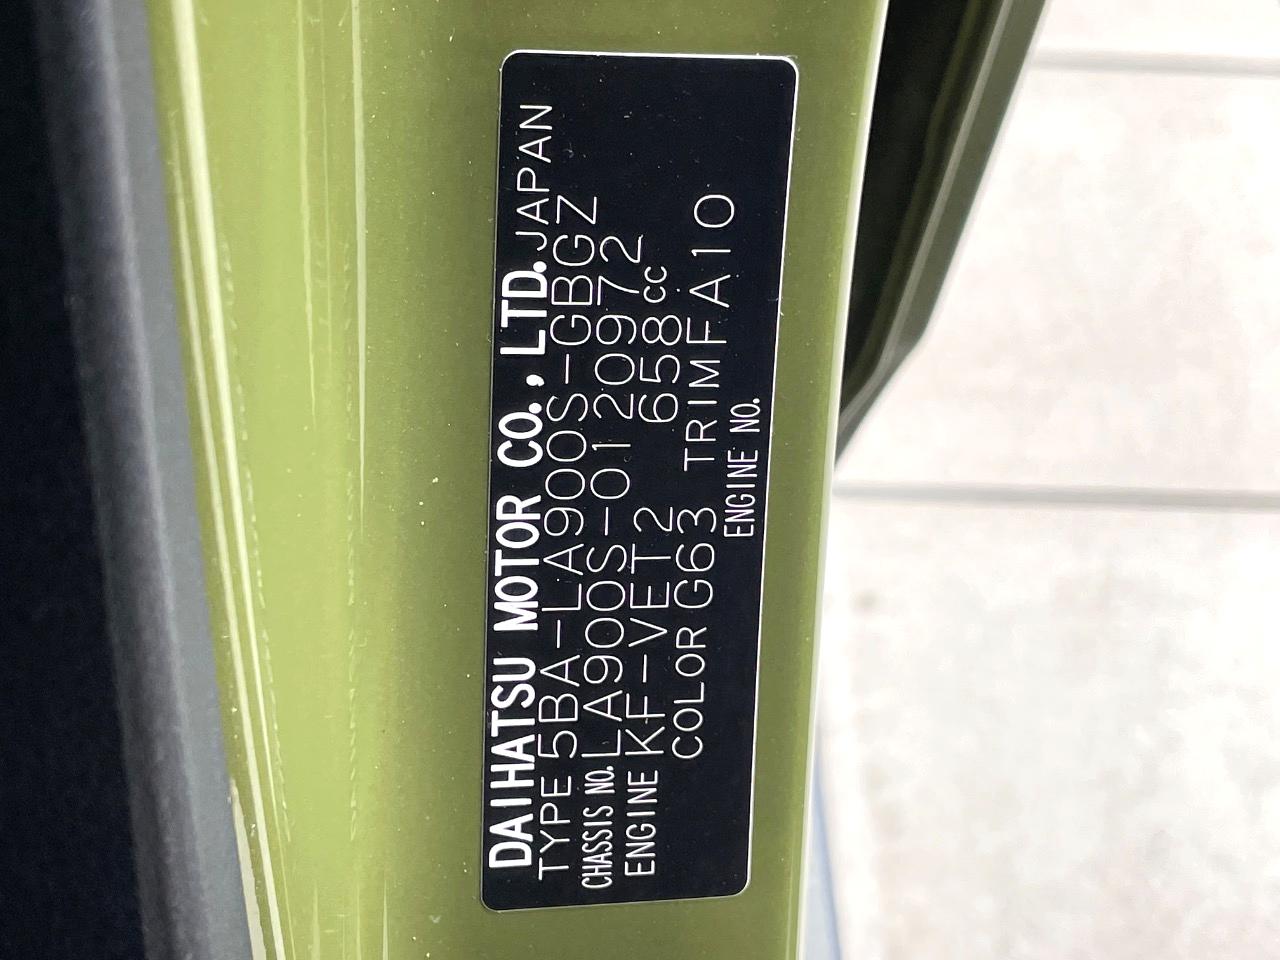 DAIHATSU MOTOR CO., LTD. JAPAN
TYPE 5BA-LA900S-GBGZ
CHASSIS NO. LA900S-0120972
ENGINE KF-VET2 658cc
COLOR G63 TRIM FA10
ENGINE NO.